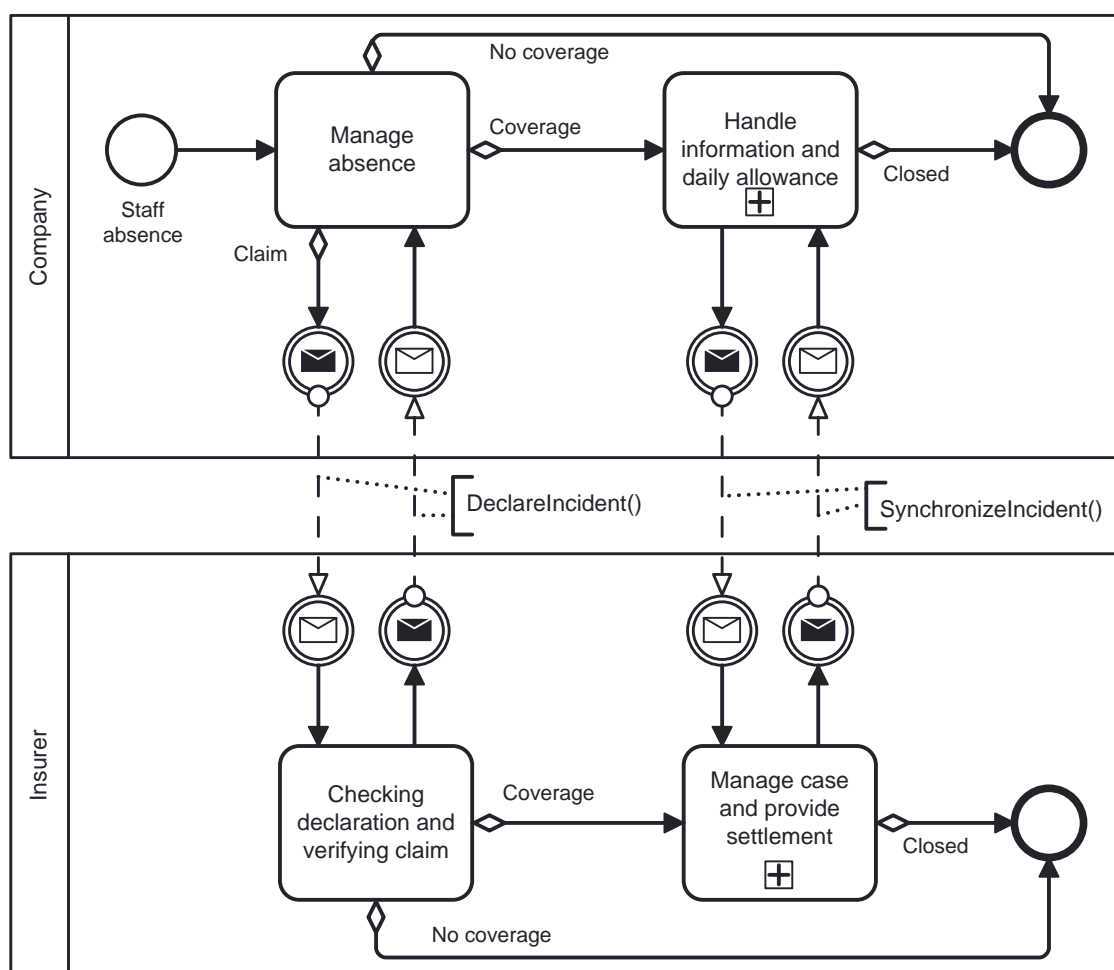 Company
No coverage
Manage
absence
Coverage
Handle
information and
daily allowance
Closed
Staff
absence
Claim
DeclareIncident()
SynchronizeIncident()
Insurer
Checking
declaration and
verifying claim
Coverage
Manage case
and provide
settlement
Closed
No coverage